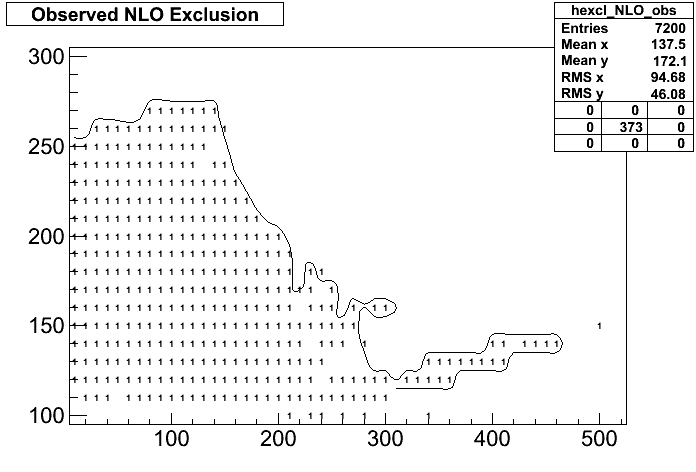 Observed NLO Exclusion
hexcl_NLO_obs
Entries 7200
Mean x 137.5
Mean y 172.1
RMS x 94.68
RMS y 46.08
0 0 0
0 373 0
0 0 0
300
250
200
150
100
100 200 300 400 500